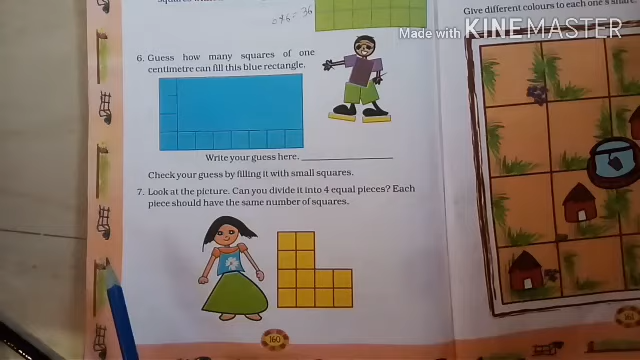 Give different colours to each one's share.
Made with KINEMASTER
6. Guess how many squares of one
centimetre can fill this blue rectangle.
Write your guess here.
Check your guess by filling it with small squares.
7. Look at the picture. Can you divide it into 4 equal pieces? Each
piece should have the same number of squares.
160